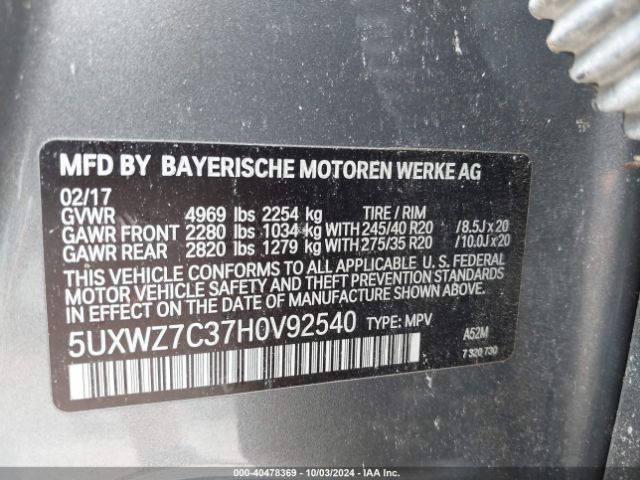 MFD BY BAYERISCHE MOTOREN WERKE AG
02/17
GVWR 4969 lbs 2254 kg TIRE / RIM
GAWR FRONT 2280 lbs 1034 kg WITH 245/40 R20 /8.5J x 20
GAWR REAR 2820 lbs 1279 kg WITH 275/35 R20 /10.0J x 20
THIS VEHICLE CONFORMS TO ALL APPLICABLE U. S. FEDERAL
MOTOR VEHICLE SAFETY AND THEFT PREVENTION STANDARDS
IN EFFECT ON THE DATE OF MANUFACTURE SHOWN ABOVE.
5UXWZ7C37H0V92540 TYPE: MPV A52M
7 320 730
000-40478369 - 10/03/2024 - IAA Inc.